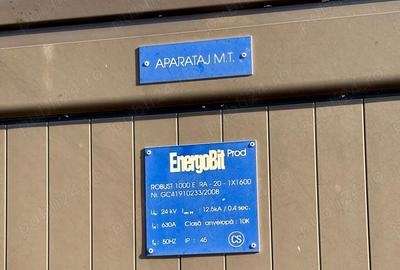 APARATAJ M.T.
EnergoBit Prod
ROBUST 1000 E RA - 20 - 1X1600
Nr. GC41910233/2008
Un: 24 kV : 12,5kA / 0,4 sec.
In: 630A Clasă anvelopă : 10K
fn: 50HZ IP : 45 CS